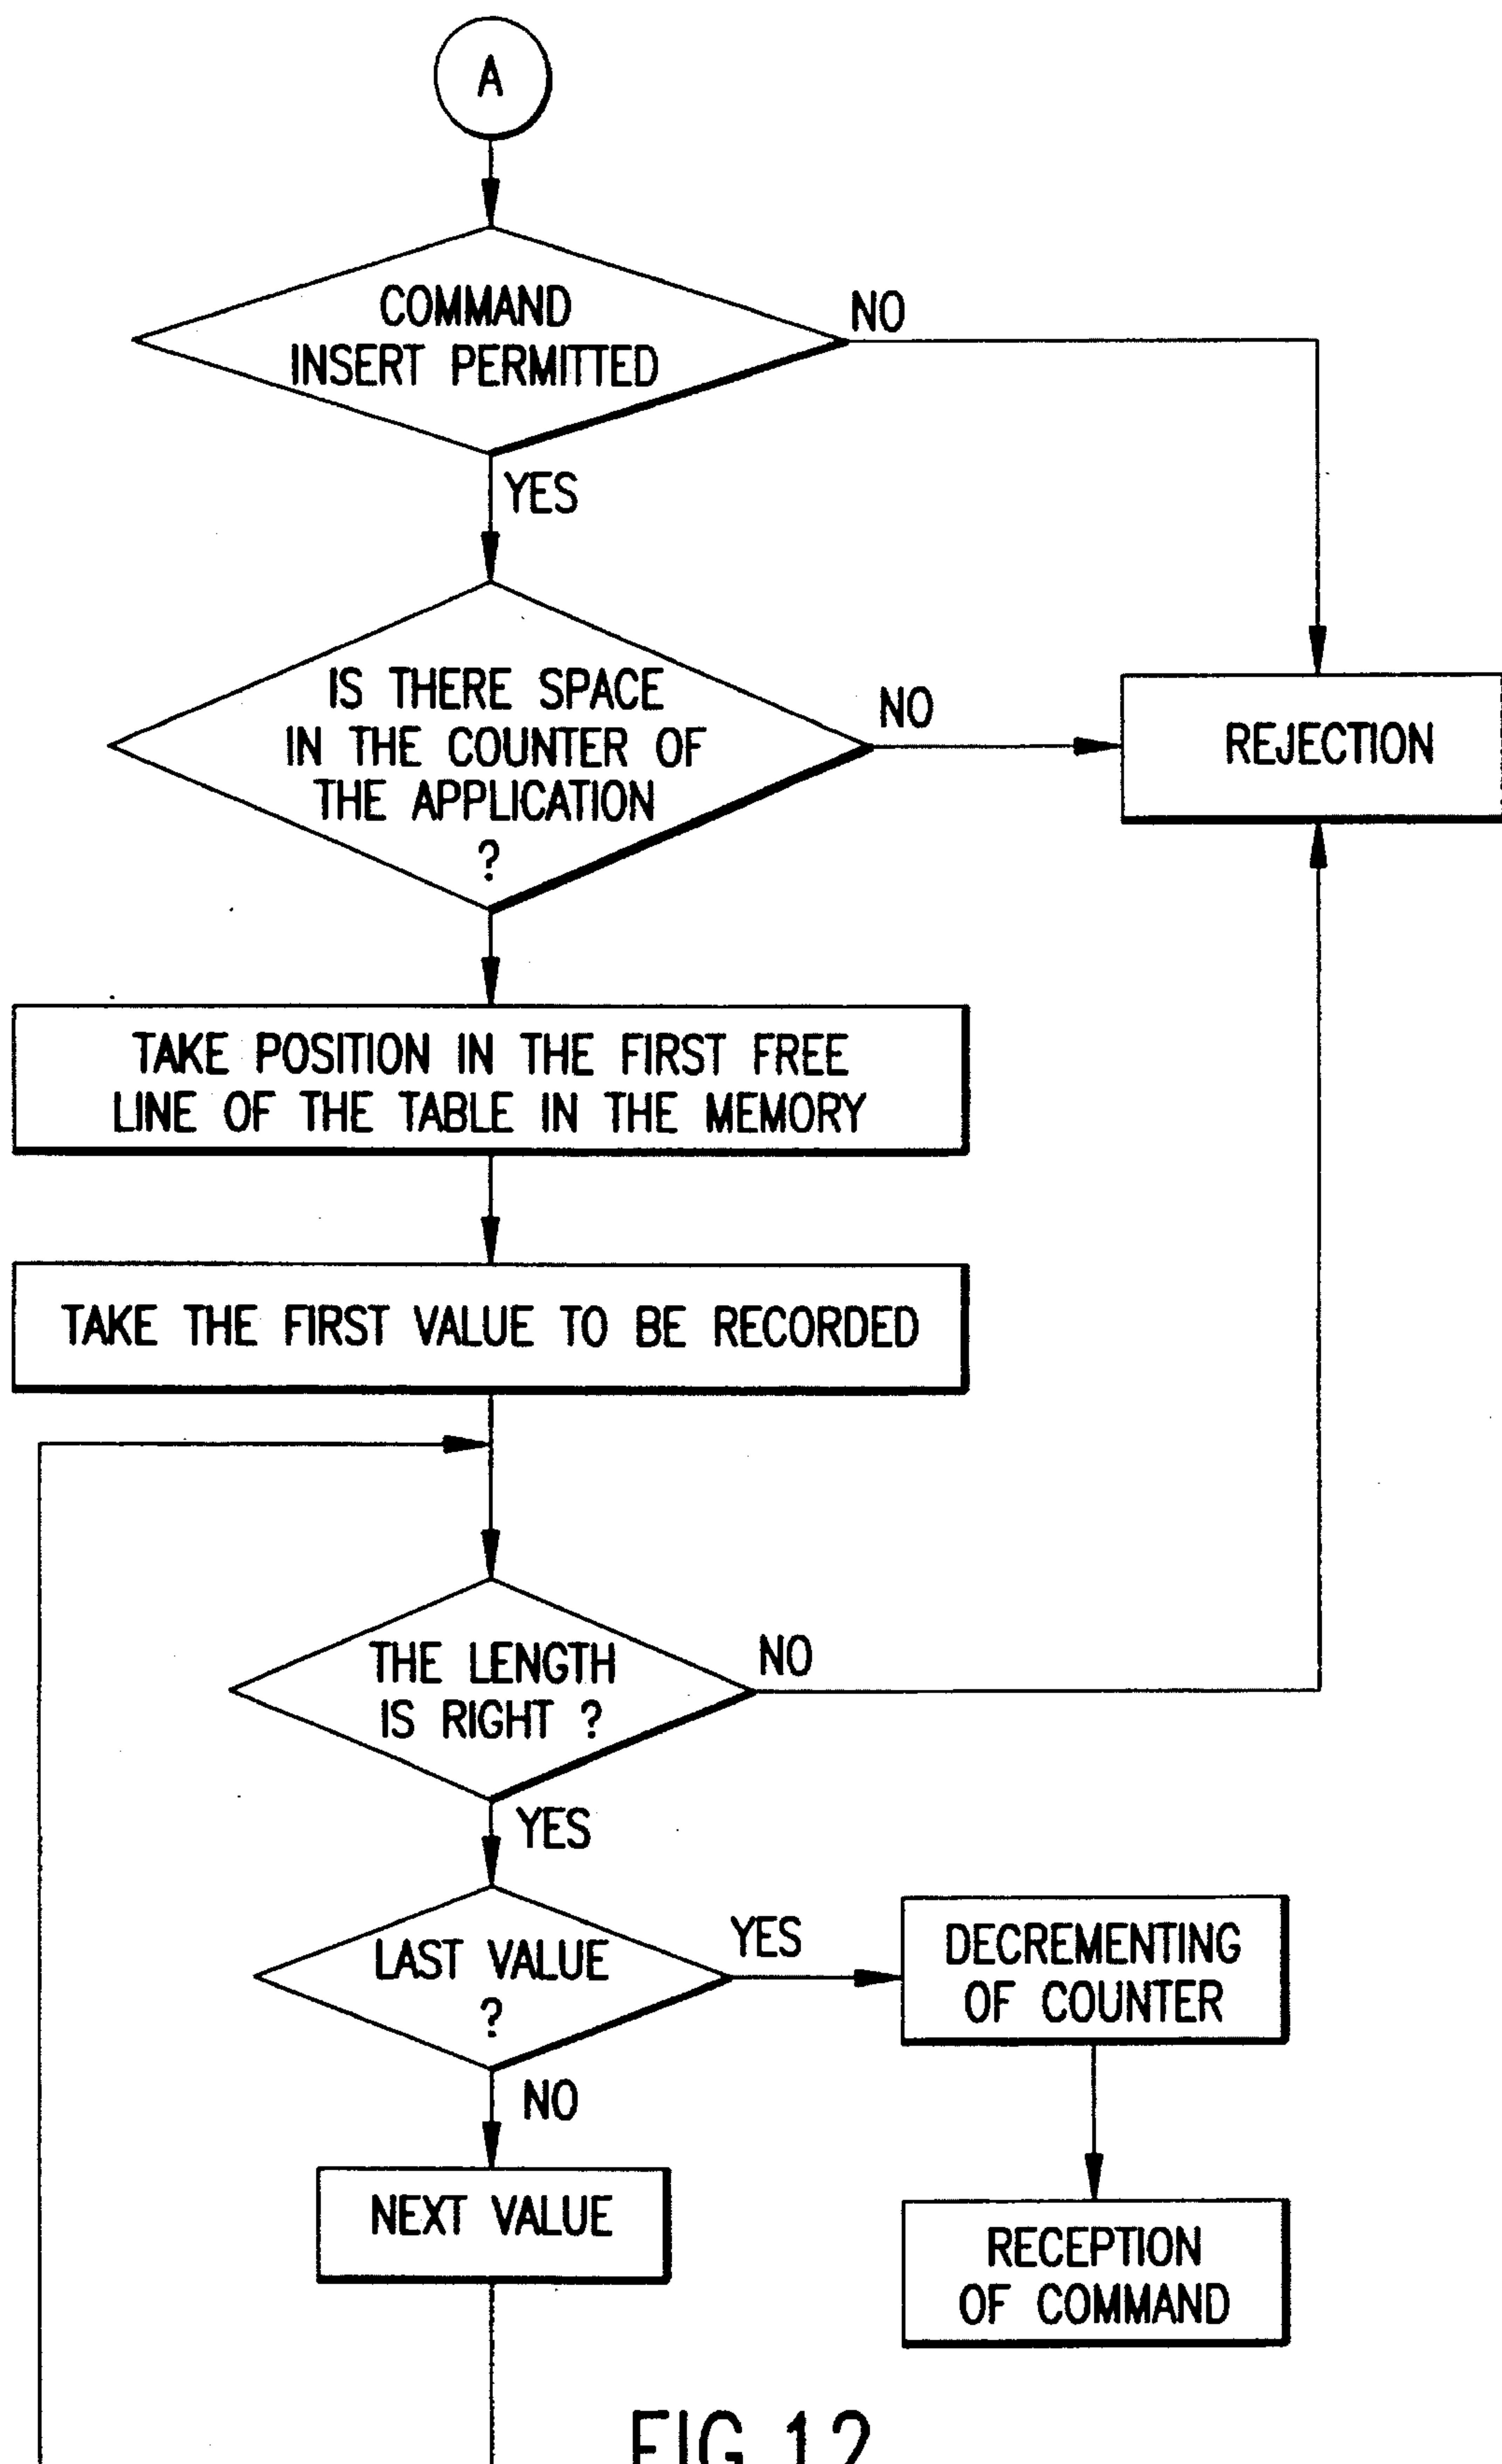 A
COMMAND
INSERT PERMITTED
NO
YES
IS THERE SPACE
IN THE COUNTER OF
THE APPLICATION
?
NO
REJECTION
TAKE POSITION IN THE FIRST FREE
LINE OF THE TABLE IN THE MEMORY
TAKE THE FIRST VALUE TO BE RECORDED
THE LENGTH
IS RIGHT ?
NO
YES
LAST VALUE
?
YES
DECREMENTING
OF COUNTER
NO
NEXT VALUE
RECEPTION
OF COMMAND
FIG. 12